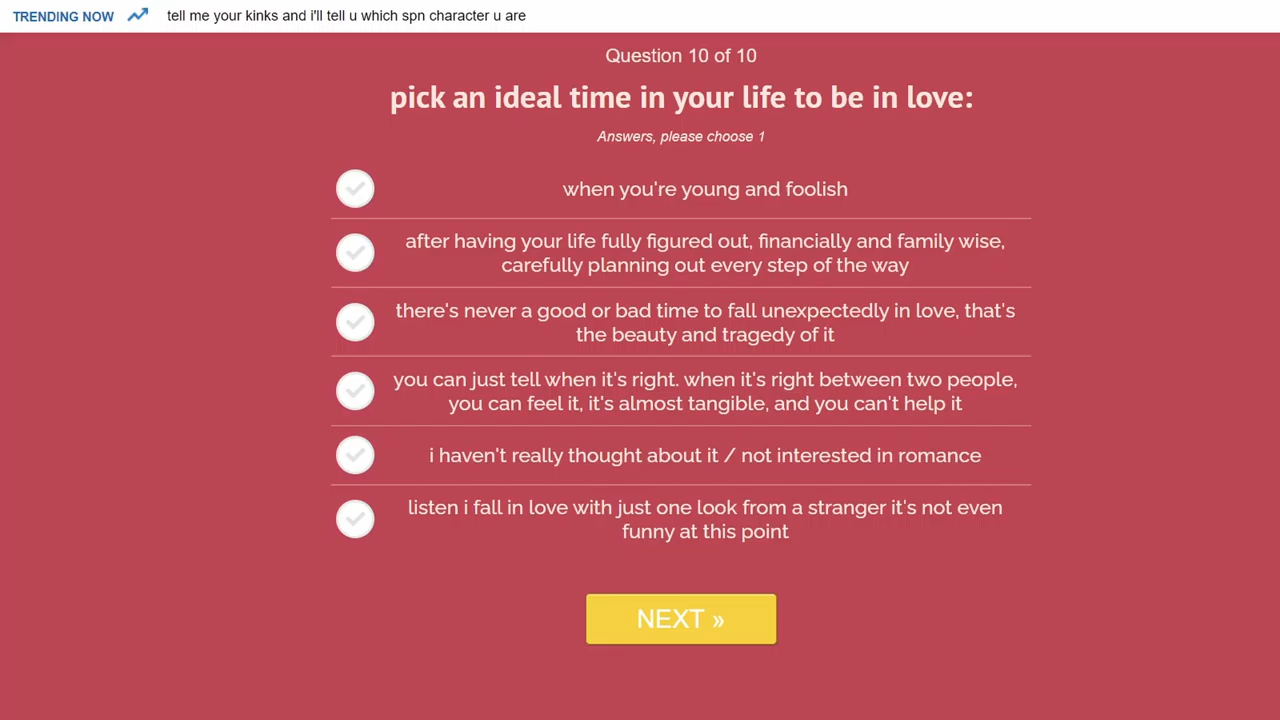 TRENDING NOW tell me your kinks and i'll tell u which spn character u are
Question 10 of 10
pick an ideal time in your life to be in love:
Answers, please choose 1
when you're young and foolish
after having your life fully figured out, financially and family wise,
carefully planning out every step of the way
there's never a good or bad time to fall unexpectedly in love, that's
the beauty and tragedy of it
you can just tell when it's right. when it's right between two people,
you can feel it, it's almost tangible, and you can't help it
i haven't really thought about it / not interested in romance
listen i fall in love with just one look from a stranger it's not even
funny at this point
NEXT »